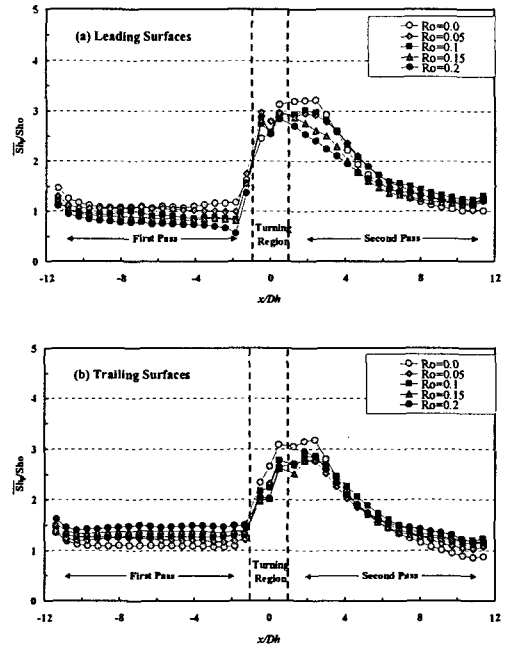 5
(a) Leading Surfaces
Ro=0.0
Ro=0.05
Ro=0.1
Ro=0.15
Ro=0.2
4
3
2
1
0
Sh_R/Sho
First Pass
Turning
Region
Second Pass
-12
-8
-4
0
4
8
12
x/Dh
5
(b) Trailing Surfaces
Ro=0.0
Ro=0.05
Ro=0.1
Ro=0.15
Ro=0.2
4
3
2
1
0
Sh_R/Sho
First Pass
Turning
Region
Second Pass
-12
-8
-4
0
4
8
12
x/Dh